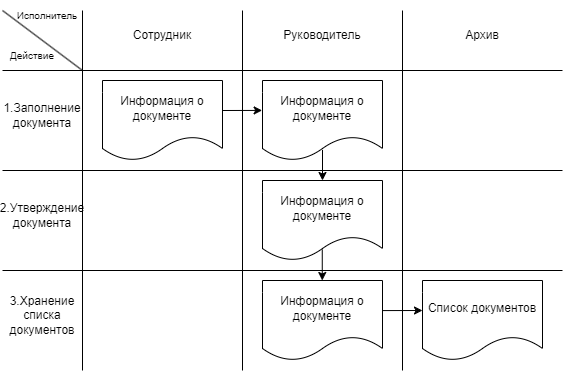 Исполнитель
Действие
Сотрудник
Руководитель
Архив
1.Заполнение
документа
Информация о
документе
Информация о
документе
2.Утверждение
документа
Информация о
документе
3.Хранение
списка
документов
Информация о
документе
Список документов